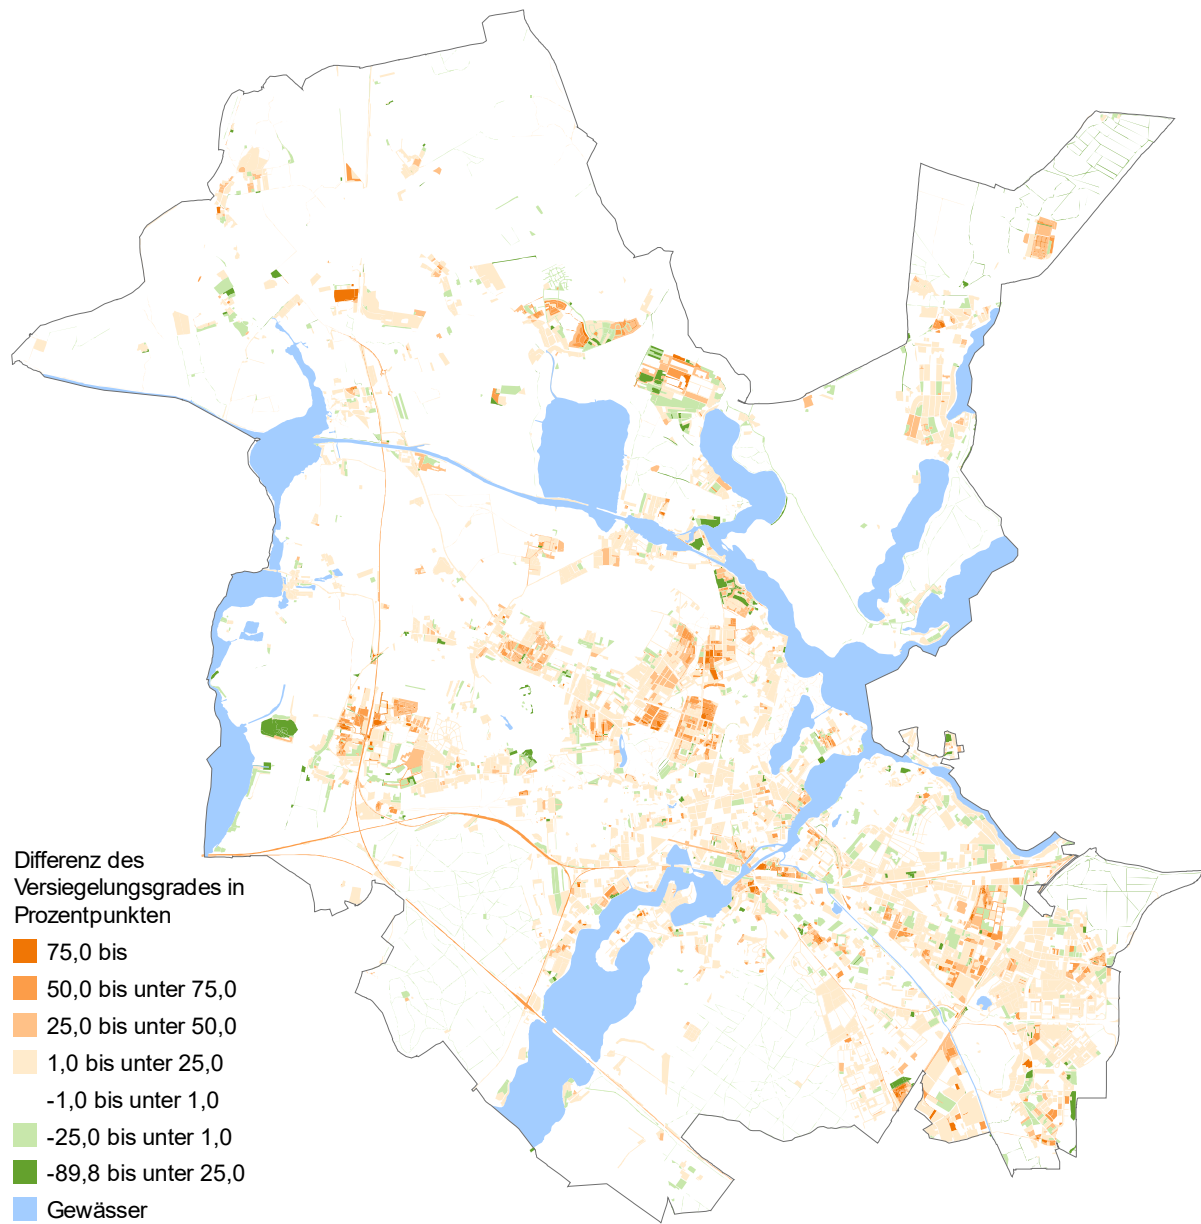 Differenz des
Versiegelungsgrades in
Prozentpunkten
75,0 bis
50,0 bis unter 75,0
25,0 bis unter 50,0
1,0 bis unter 25,0
-1,0 bis unter 1,0
-25,0 bis unter 1,0
-89,8 bis unter 25,0
Gewässer